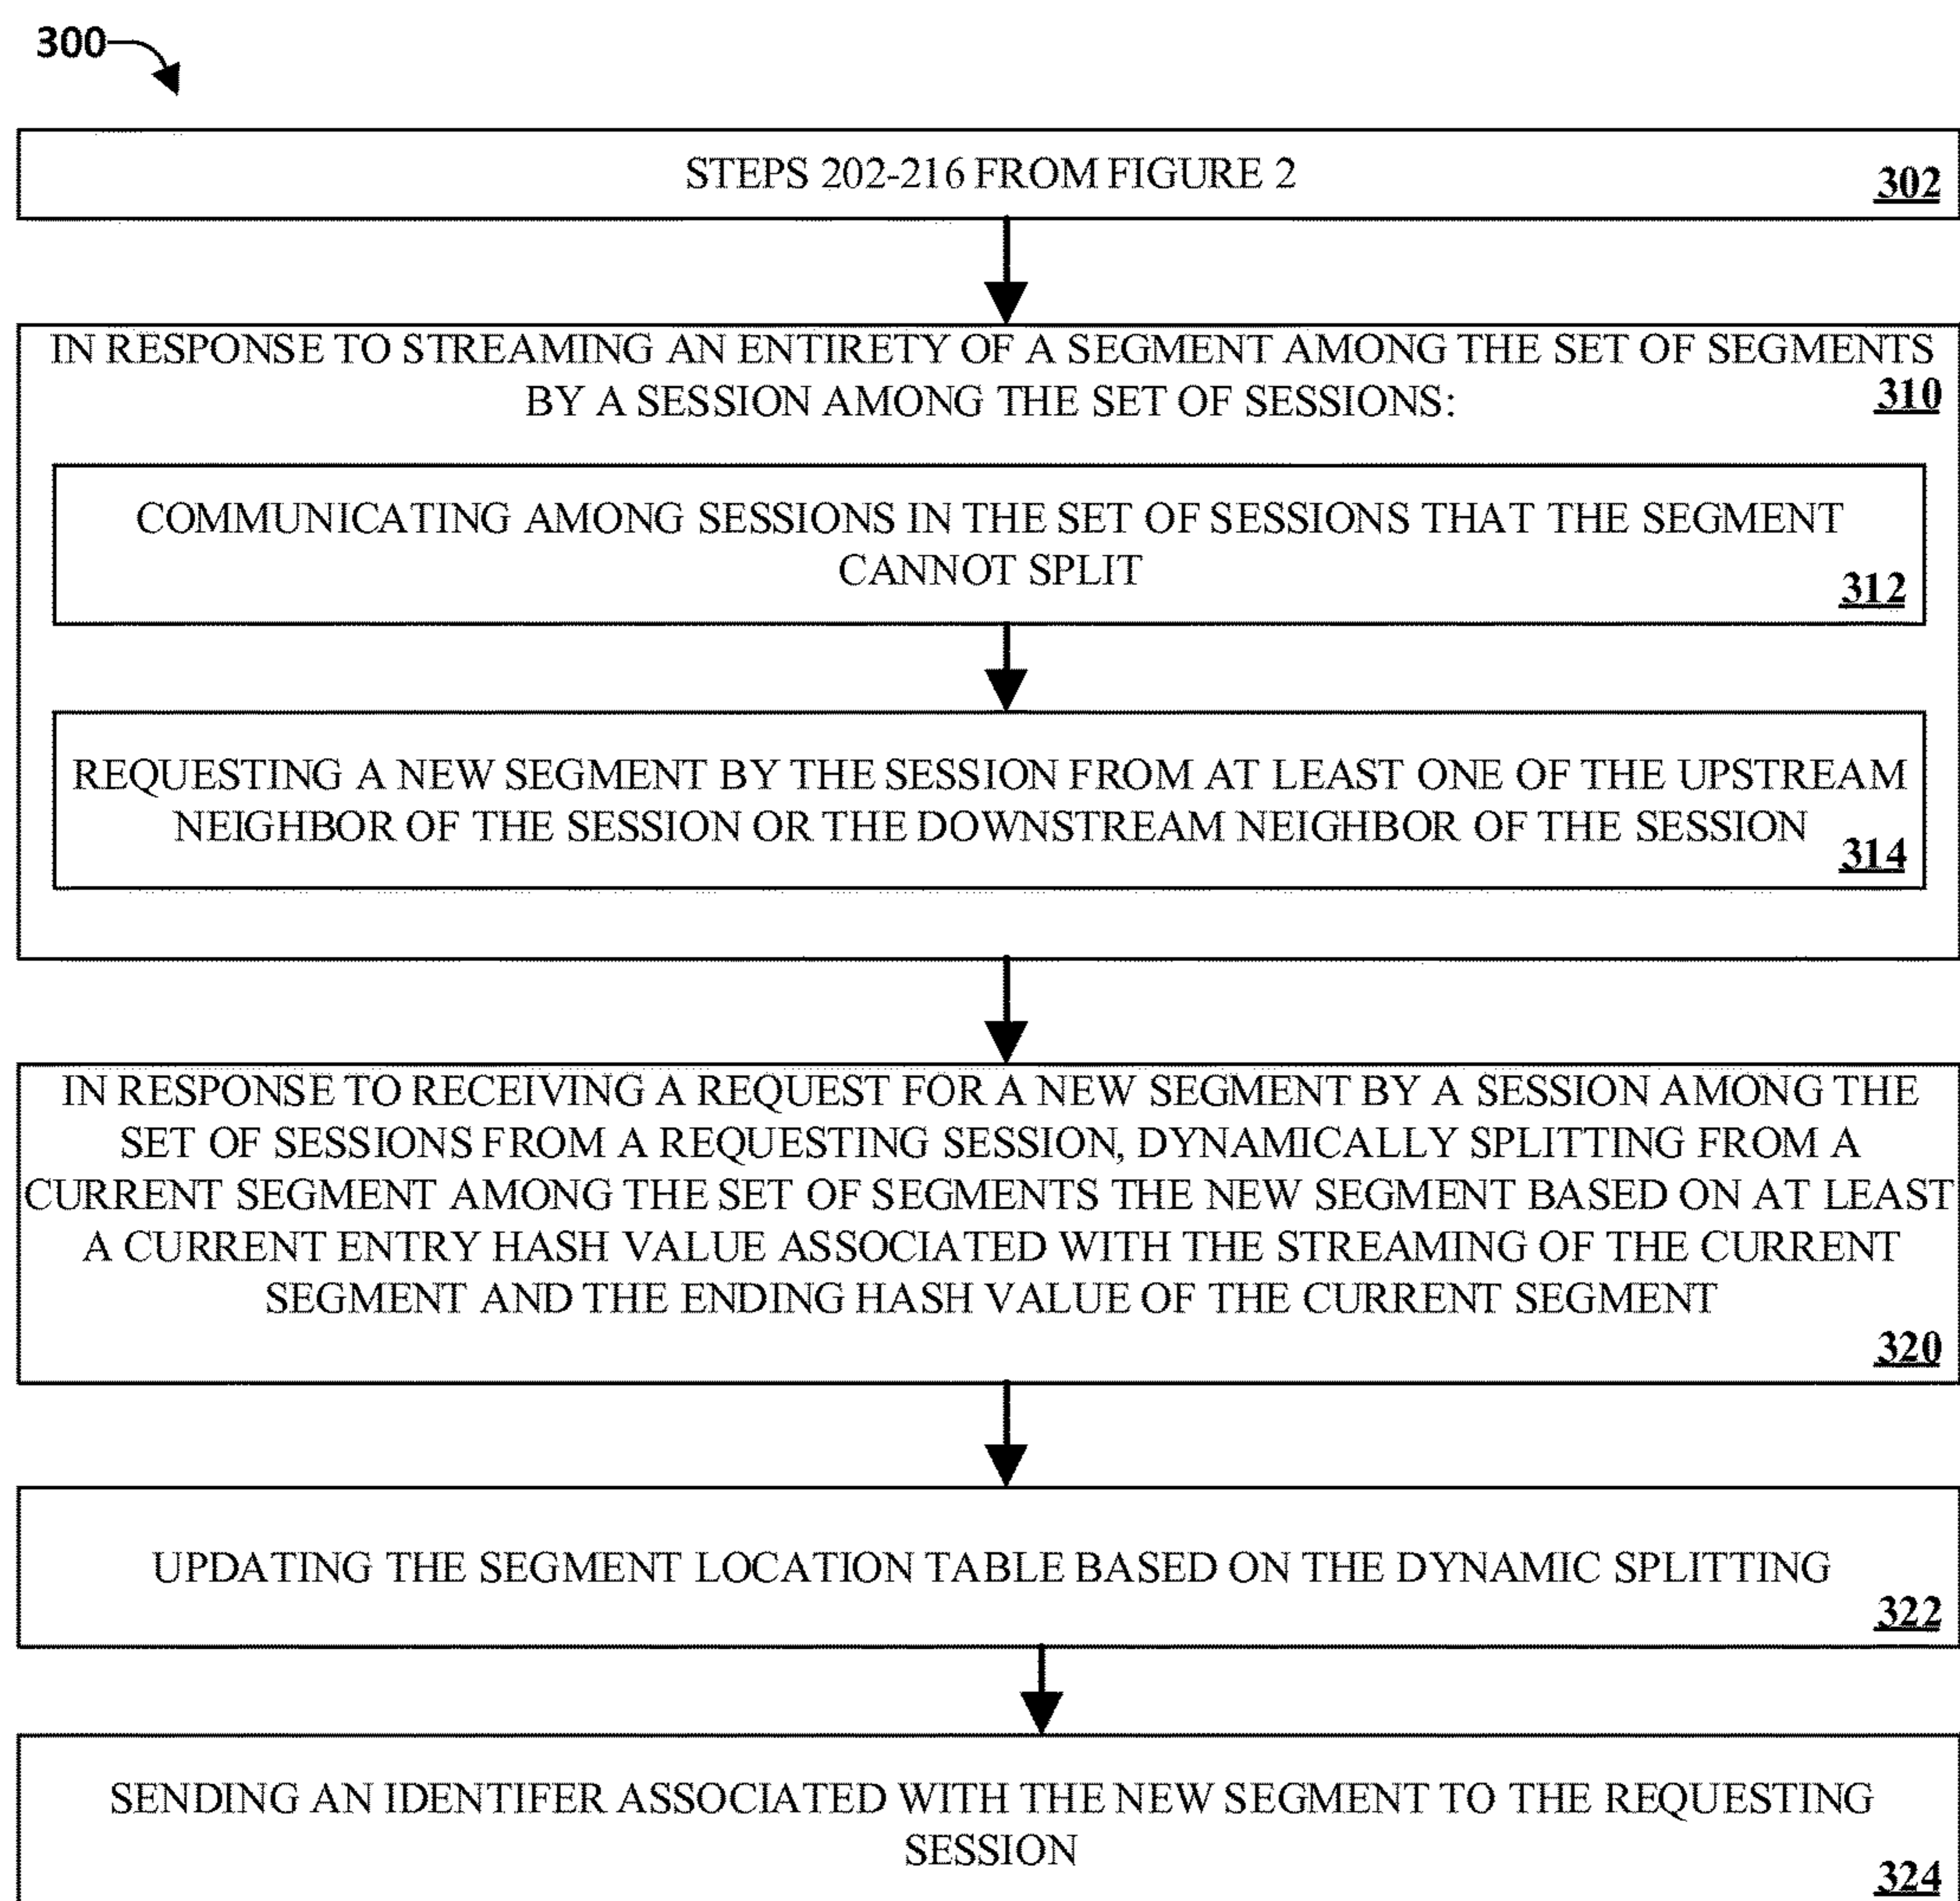 300
STEPS 202-216 FROM FIGURE 2
302
IN RESPONSE TO STREAMING AN ENTIRETY OF A SEGMENT AMONG THE SET OF SEGMENTS
BY A SESSION AMONG THE SET OF SESSIONS:
310
COMMUNICATING AMONG SESSIONS IN THE SET OF SESSIONS THAT THE SEGMENT
CANNOT SPLIT
312
REQUESTING A NEW SEGMENT BY THE SESSION FROM AT LEAST ONE OF THE UPSTREAM
NEIGHBOR OF THE SESSION OR THE DOWNSTREAM NEIGHBOR OF THE SESSION
314
IN RESPONSE TO RECEIVING A REQUEST FOR A NEW SEGMENT BY A SESSION AMONG THE
SET OF SESSIONS FROM A REQUESTING SESSION, DYNAMICALLY SPLITTING FROM A
CURRENT SEGMENT AMONG THE SET OF SEGMENTS THE NEW SEGMENT BASED ON AT LEAST
A CURRENT ENTRY HASH VALUE ASSOCIATED WITH THE STREAMING OF THE CURRENT
SEGMENT AND THE ENDING HASH VALUE OF THE CURRENT SEGMENT
320
UPDATING THE SEGMENT LOCATION TABLE BASED ON THE DYNAMIC SPLITTING
322
SENDING AN IDENTIFER ASSOCIATED WITH THE NEW SEGMENT TO THE REQUESTING
SESSION
324